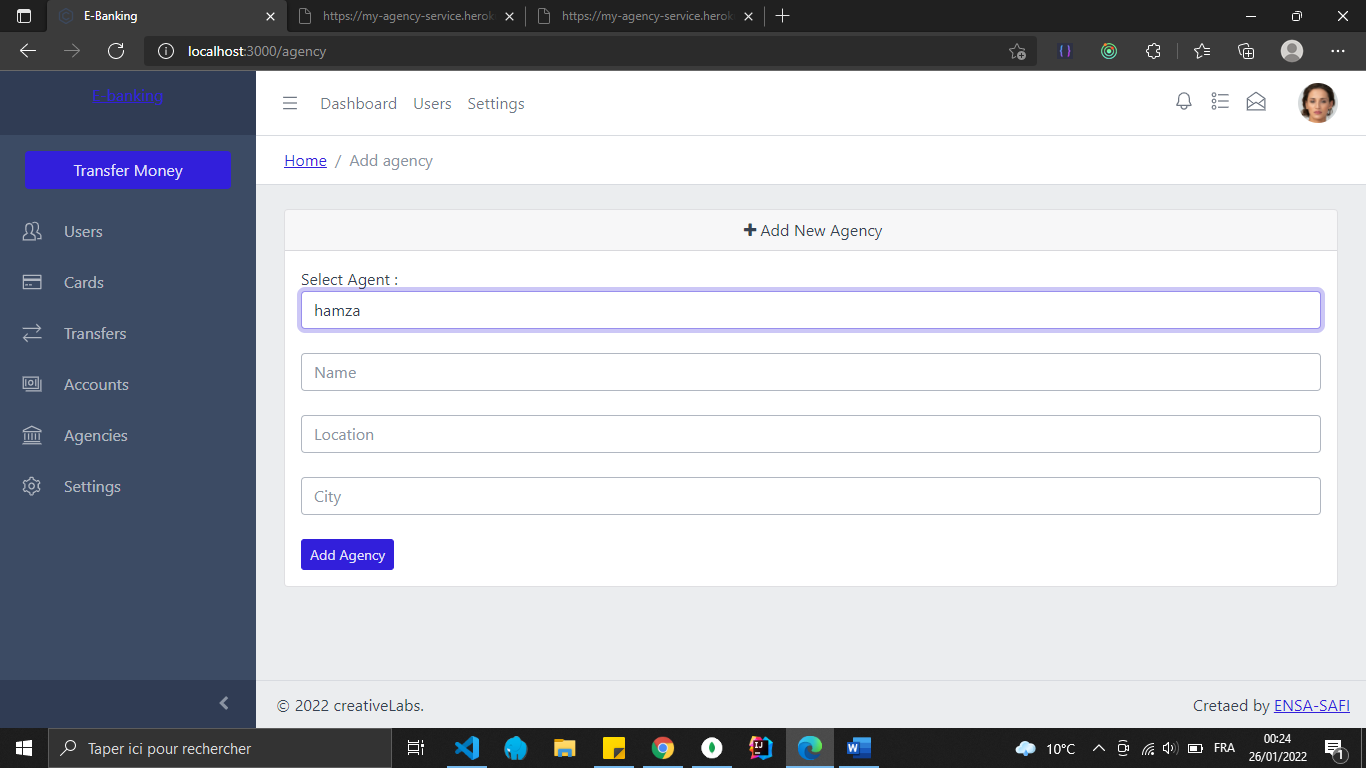 E-Banking
https://my-agency-service.herok
https://my-agency-service.herok
localhost:3000/agency
E-banking
Dashboard Users Settings
Home / Add agency
Transfer Money
Users
Cards
Transfers
Accounts
Agencies
Settings
Add New Agency
Select Agent :
hamza
Name
Location
City
Add Agency
© 2022 creativeLabs.
Cretaed by ENSA-SAFI
Taper ici pour rechercher
10°C
FRA
00:24
26/01/2022
1